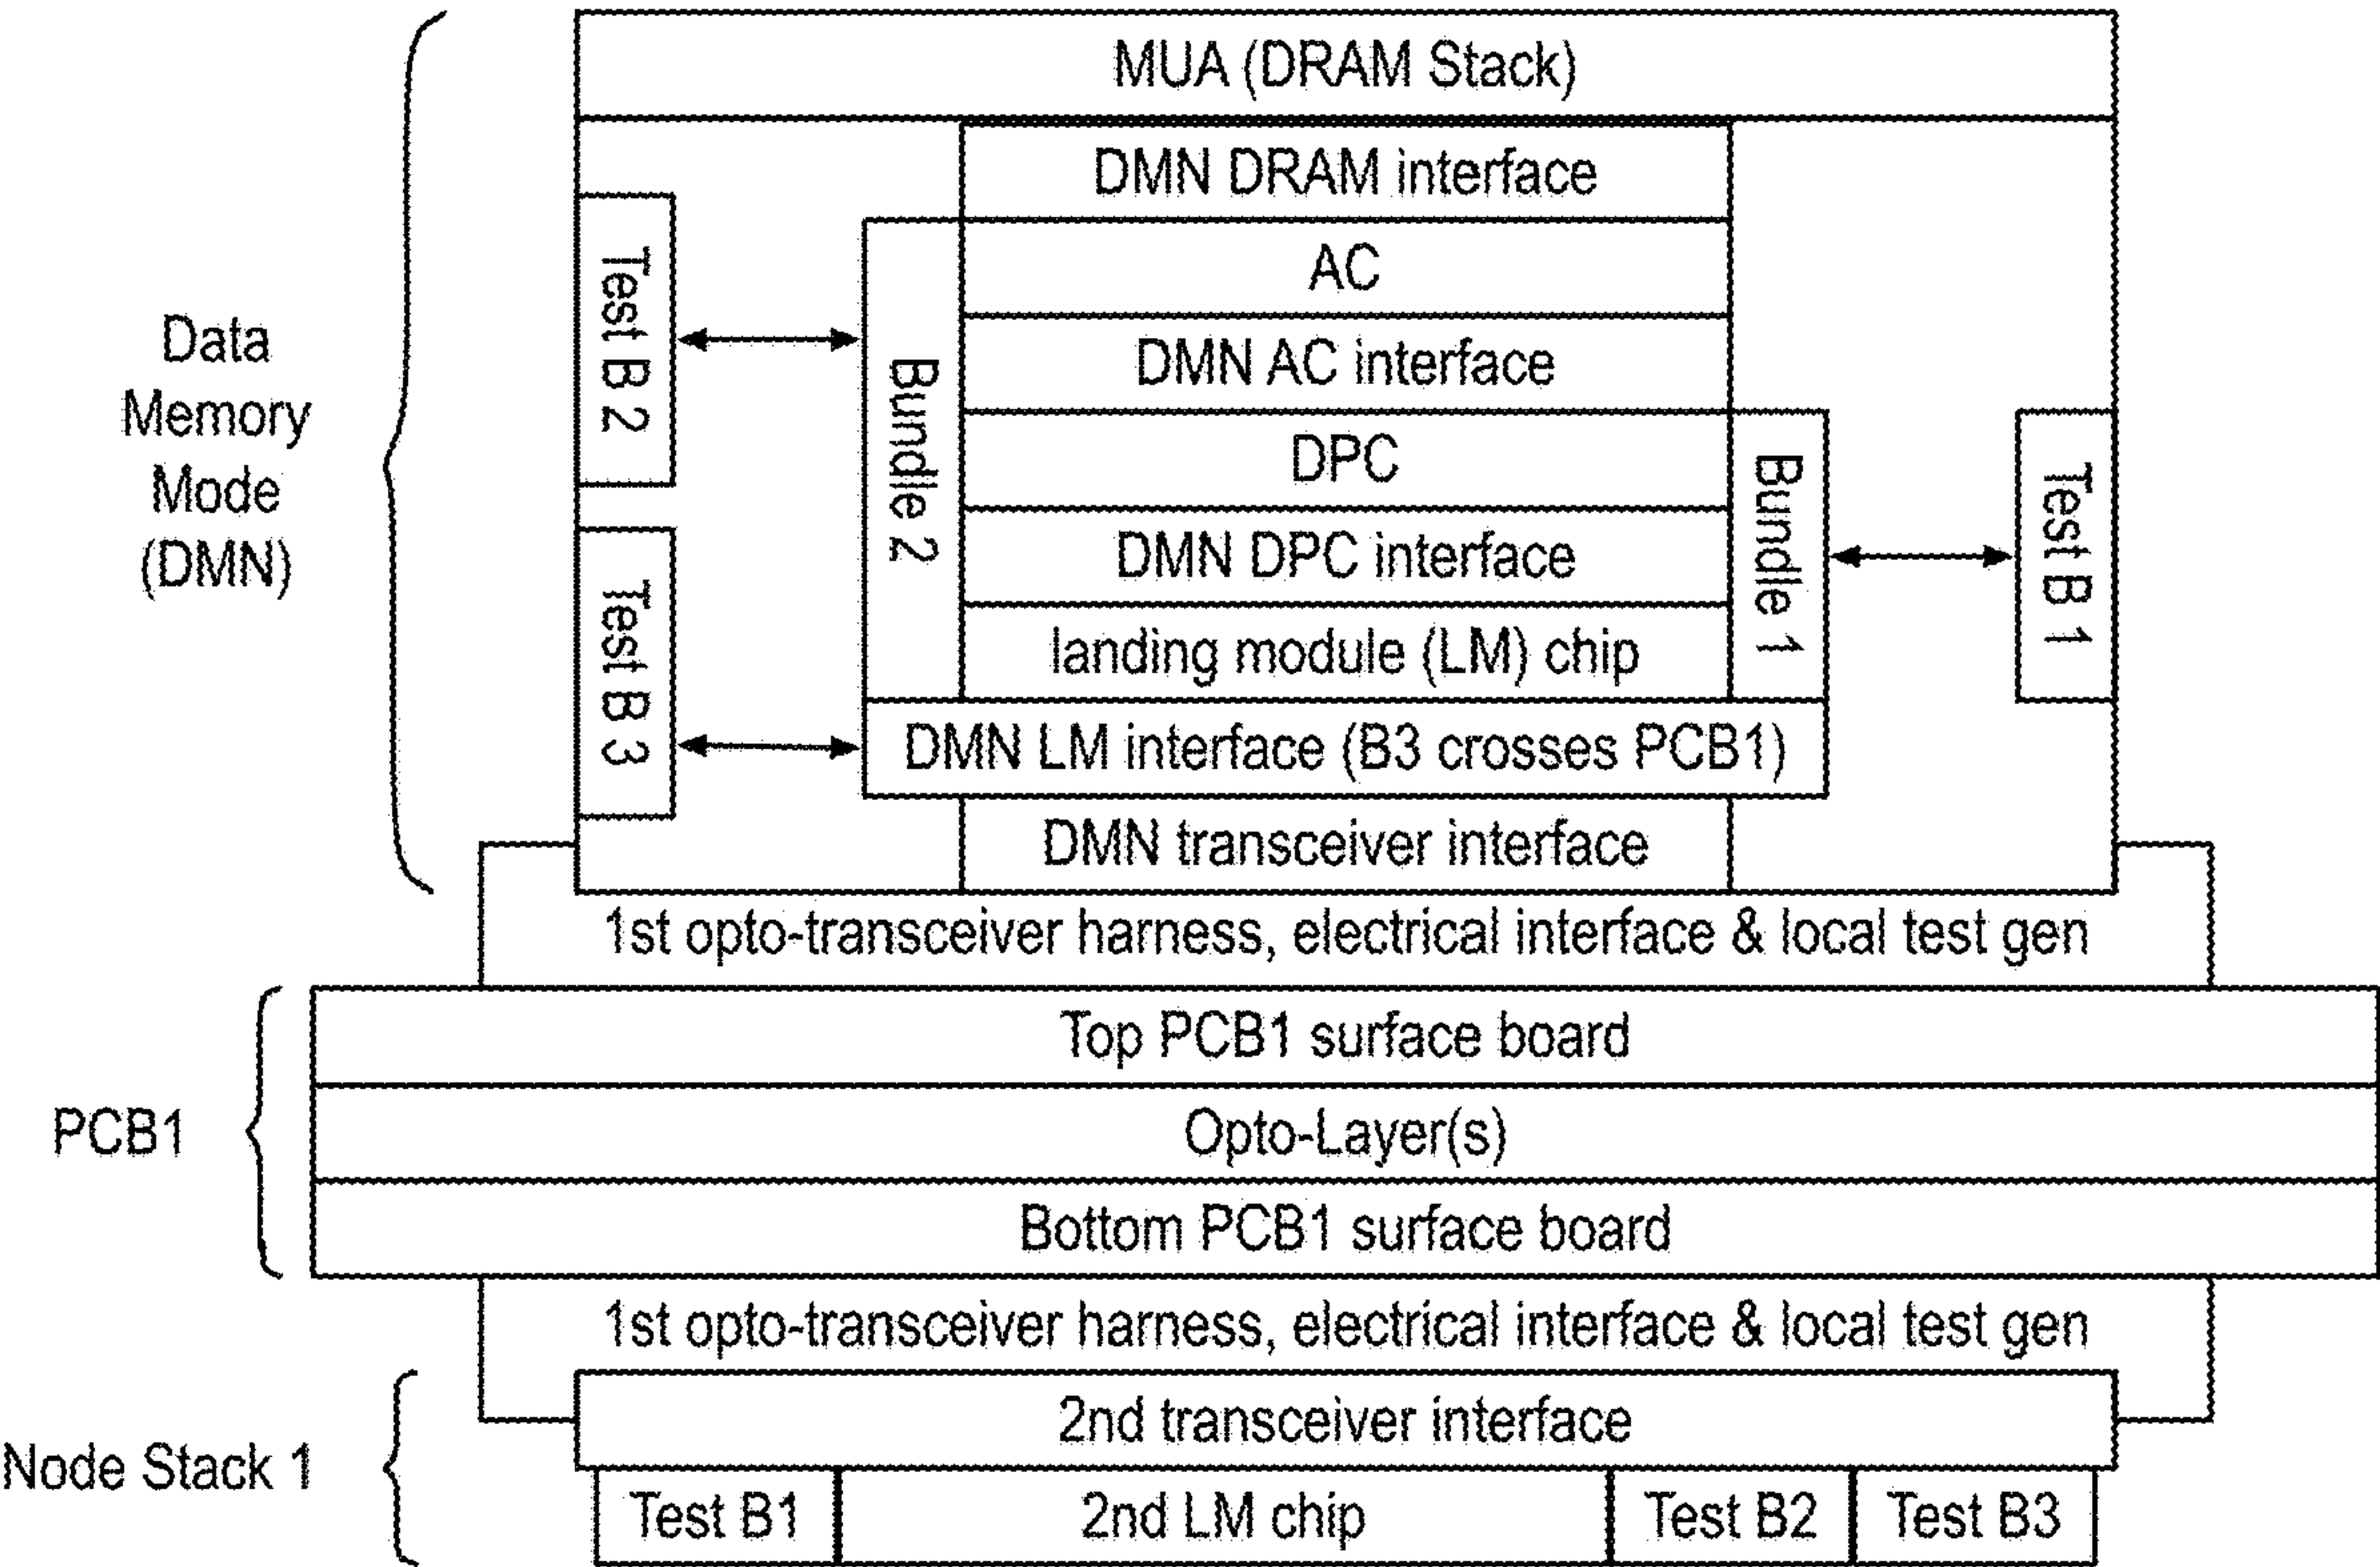 MUA (DRAM Stack)
DMN DRAM interface
AC
DMN AC interface
DPC
DMN DPC interface
landing module (LM) chip
DMN LM interface (B3 crosses PCB1)
DMN transceiver interface
Test B 2
Test B 3
Bundle 2
Bundle 1
Test B 1
Data
Memory
Mode
(DMN)
1st opto-transceiver harness, electrical interface & local test gen
PCB1
Top PCB1 surface board
Opto-Layer(s)
Bottom PCB1 surface board
1st opto-transceiver harness, electrical interface & local test gen
Node Stack 1
2nd transceiver interface
Test B1
2nd LM chip
Test B2
Test B3